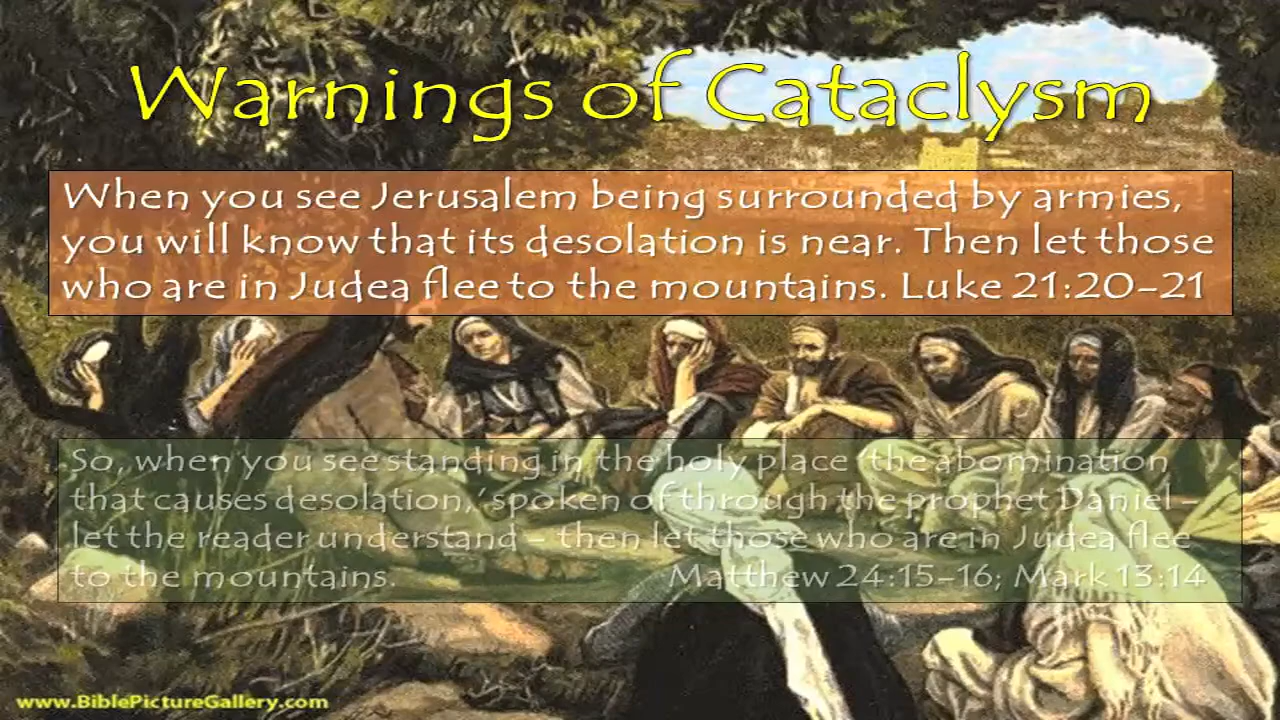 Warnings of Cataclysm
When you see Jerusalem being surrounded by armies,
you will know that its desolation is near. Then let those
who are in Judea flee to the mountains. Luke 21:20-21
So, when you see standing in the holy place 'the abomination
that causes desolation,' spoken of through the prophet Daniel -
let the reader understand - then let those who are in Judea flee
to the mountains. Matthew 24:15-16; Mark 13:14
www.BiblePictureGallery.com